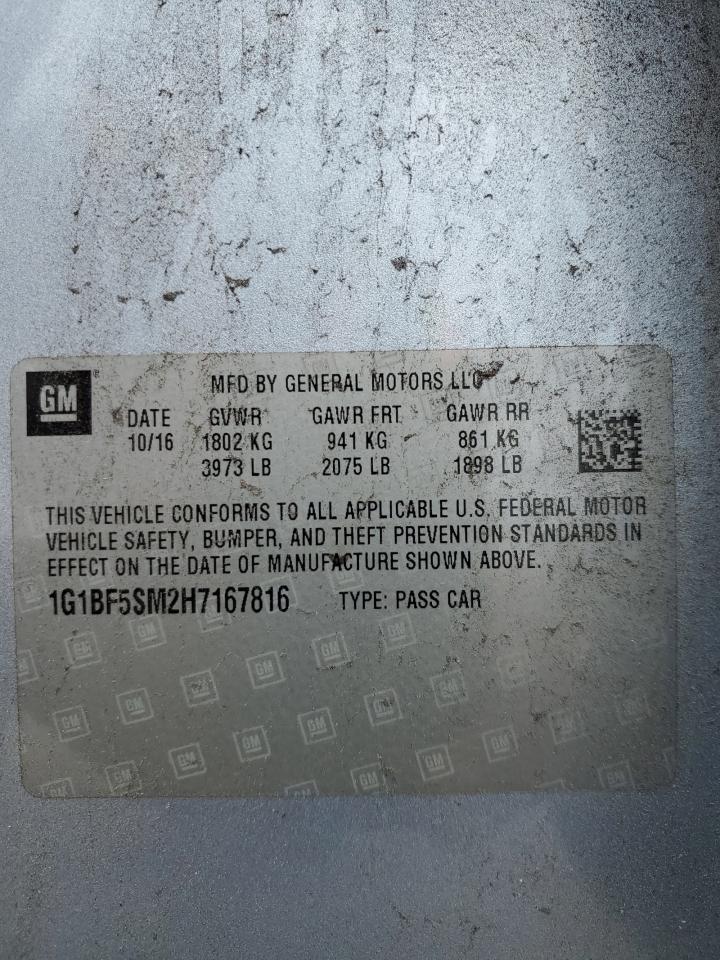 GM®
MFD BY GENERAL MOTORS LLC
DATE GVWR GAWR FRT GAWR RR
10/16 1802 KG 941 KG 861 KG
3973 LB 2075 LB 1898 LB
THIS VEHICLE CONFORMS TO ALL APPLICABLE U.S. FEDERAL MOTOR
VEHICLE SAFETY, BUMPER, AND THEFT PREVENTION STANDARDS IN
EFFECT ON THE DATE OF MANUFACTURE SHOWN ABOVE.
1G1BF5SM2H7167816 TYPE: PASS CAR